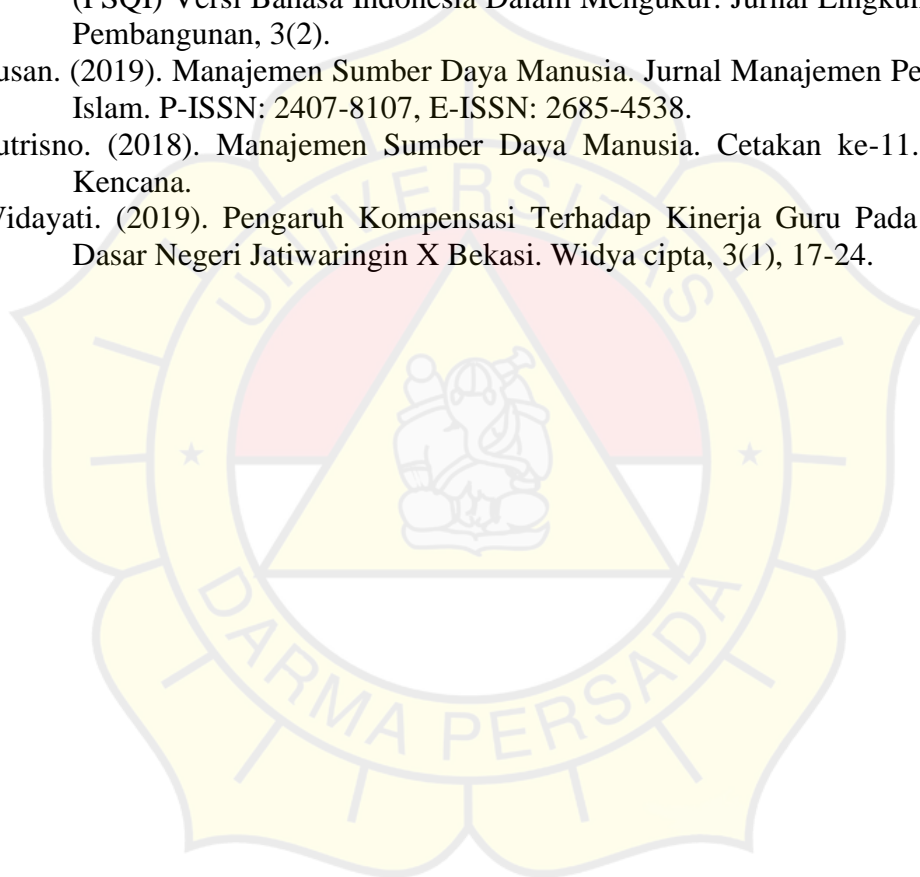 (PSQI) Versi Bahasa Indonesia Dalam Mengukur. Jurnal Lingkun
Pembangunan, 3(2).
usan. (2019). Manajemen Sumber Daya Manusia. Jurnal Manajemen Pe
Islam. P-ISSN: 2407-8107, E-ISSN: 2685-4538.
utrisno. (2018). Manajemen Sumber Daya Manusia. Cetakan ke-11.
Kencana.
Widayati. (2019). Pengaruh Kompensasi Terhadap Kinerja Guru Pada
Dasar Negeri Jatiwaringin X Bekasi. Widya cipta, 3(1), 17-24.
UNIVERSITAS
DARMA PERSADA